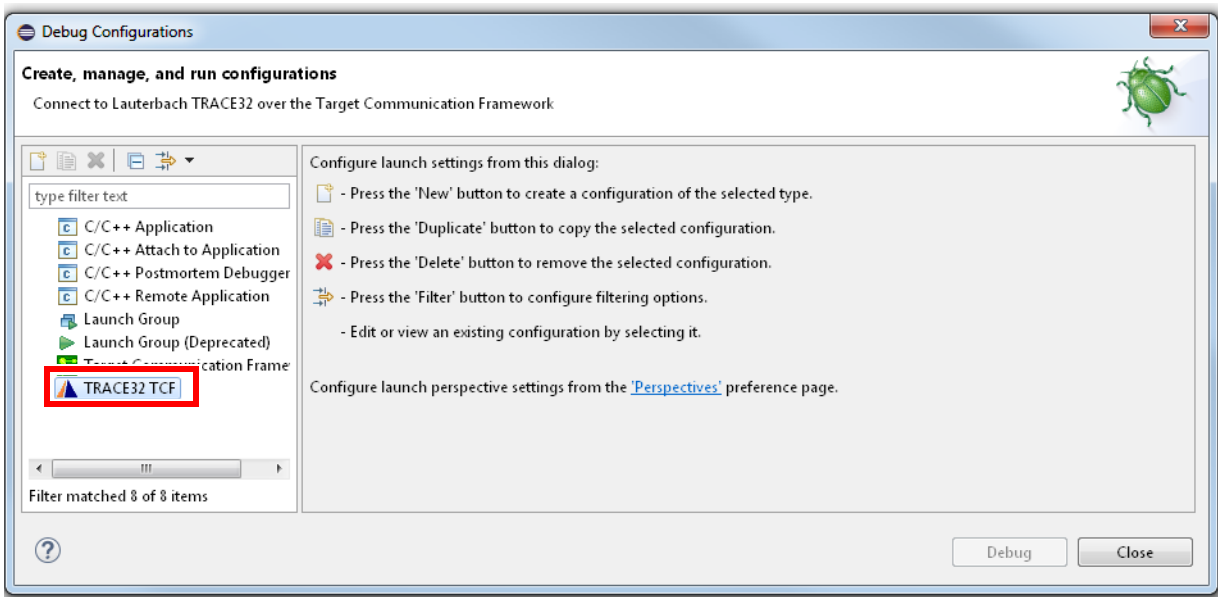 Debug Configurations
Create, manage, and run configurations
Connect to Lauterbach TRACE32 over the Target Communication Framework
type filter text
C/C++ Application
C/C++ Attach to Application
C/C++ Postmortem Debugger
C/C++ Remote Application
Launch Group
Launch Group (Deprecated)
Target Communication Frame
TRACE32 TCF
Filter matched 8 of 8 items
Configure launch settings from this dialog:
- Press the 'New' button to create a configuration of the selected type.
- Press the 'Duplicate' button to copy the selected configuration.
- Press the 'Delete' button to remove the selected configuration.
- Press the 'Filter' button to configure filtering options.
- Edit or view an existing configuration by selecting it.
Configure launch perspective settings from the 'Perspectives' preference page.
Debug
Close